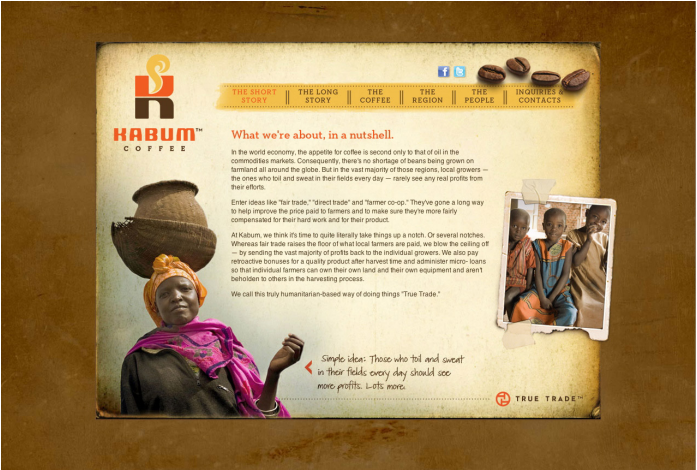 THE SHORT STORY
THE LONG STORY
THE COFFEE
THE REGION
THE PEOPLE
INQUIRIES & CONTACTS
KABUM™
COFFEE
What we're about, in a nutshell.
In the world economy, the appetite for coffee is second only to that of oil in the
commodities markets. Consequently, there's no shortage of beans being grown on
farmland all around the globe. But in the vast majority of those regions, local growers —
the ones who toil and sweat in their fields every day — rarely see any real profits from
their efforts.
Enter ideas like "fair trade," "direct trade" and "farmer co-op." They've gone a long way
to help improve the price paid to farmers and to make sure they're more fairly
compensated for their hard work and for their product.
At Kabum, we think it's time to quite literally take things up a notch. Or several notches.
Whereas fair trade raises the floor of what local farmers are paid, we blow the ceiling off
— by sending the vast majority of profits back to the individual growers. We also pay
retroactive bonuses for a quality product after harvest time and administer micro- loans
so that individual farmers can own their own land and their own equipment and aren't
beholden to others in the harvesting process.
We call this truly humanitarian-based way of doing things "True Trade."
Simple idea: Those who toil and sweat
in their fields every day should see
more profits. Lots more.
TRUE TRADE™